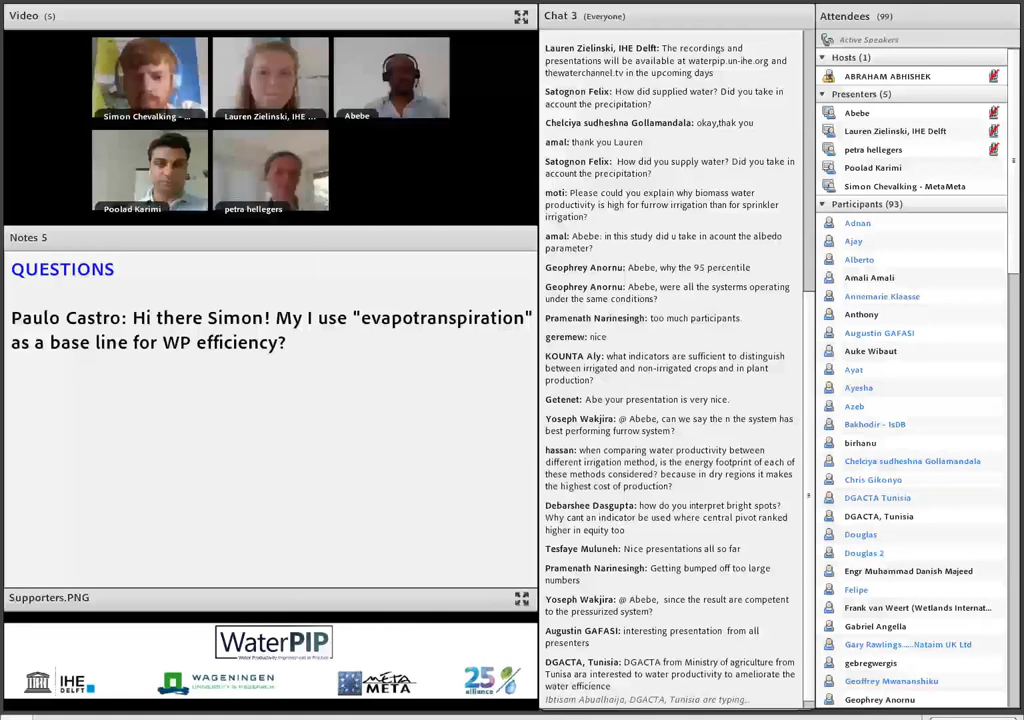 Video (5)
Simon Chevalking - ...
Lauren Zielinski, IHE ...
Abebe
Poolad Karimi
petra hellegers
Notes 5
QUESTIONS
Paulo Castro: Hi there Simon! My I use "evapotranspiration"
as a base line for WP efficiency?
Supporters.PNG
WaterPIP
IHE
DELFT
WAGENINGEN
META
META
25
alliance
Chat 3 (Everyone)
Lauren Zielinski, IHE Delft: The recordings and
presentations will be available at waterpip.un-ihe.org and
thewaterchannel.tv in the upcoming days
Satognon Felix: How did supplied water? Did you take in
account the precipitation?
Chelciya sudheshna Gollamandala: okay,thak you
amal: thank you Lauren
Satognon Felix: How did you supply water? Did you take in
account the precipitation?
moti: Please could you explain why biomass water
productivity is high for furrow irrigation than for sprinkler
irrigation?
amal: Abebe: in this study did u take in acount the albedo
parameter?
Geophrey Anornu: Abebe, why the 95 percentile
Geophrey Anornu: Abebe, were all the systerms operating
under the same conditions?
Pramenath Narinesingh: too much participants.
geremew: nice
KOUNTA Aly: what indicators are sufficient to distinguish
between irrigated and non-irrigated crops and in plant
production?
Getenet: Abe your presentation is very nice.
Yoseph Wakjira: @ Abebe, can we say the n the system has
best performing furrow system?
hassan: when comparing water productivity between
different irrigation method, is the energy footprint of each of
these methods considered? because in dry regions it makes
the highest cost of production?
Debarshee Dasgupta: how do you interpret bright spots?
Why cant an indicator be used where central pivot ranked
higher in equity too
Tesfaye Muluneh: Nice presentations all so far
Pramenath Narinesingh: Getting bumped off too large
numbers
Yoseph Wakjira: @ Abebe,  since the result are competent
to the pressurized system?
Augustin GAFASI: interesting presentation  from all
presenters
DGACTA, Tunisia: DGACTA from Ministry of agriculture from
Tunisa are interested to water productivity to ameliorate the
water efficience
Ibtisam Abualhaija, DGACTA, Tunisia are typing...
Attendees (99)
Active Speakers
Hosts (1)
ABRAHAM ABHISHEK
Presenters (5)
Abebe
Lauren Zielinski, IHE Delft
petra hellegers
Poolad Karimi
Simon Chevalking - MetaMeta
Participants (93)
Adnan
Ajay
Alberto
Amali Amali
Annemarie Klaasse
Anthony
Augustin GAFASI
Auke Wibaut
Ayat
Ayesha
Azeb
Bakhodir - IsDB
birhanu
Chelciya sudheshna Gollamandala
Chris Gikonyo
DGACTA Tunisia
DGACTA, Tunisia
Douglas
Douglas 2
Engr Muhammad Danish Majeed
Felipe
Frank van Weert (Wetlands Internat...
Gabriel Angella
Gary Rawlings......Nataim UK Ltd
gebregwergis
Geoffrey Mwananshiku
Geophrey Anornu